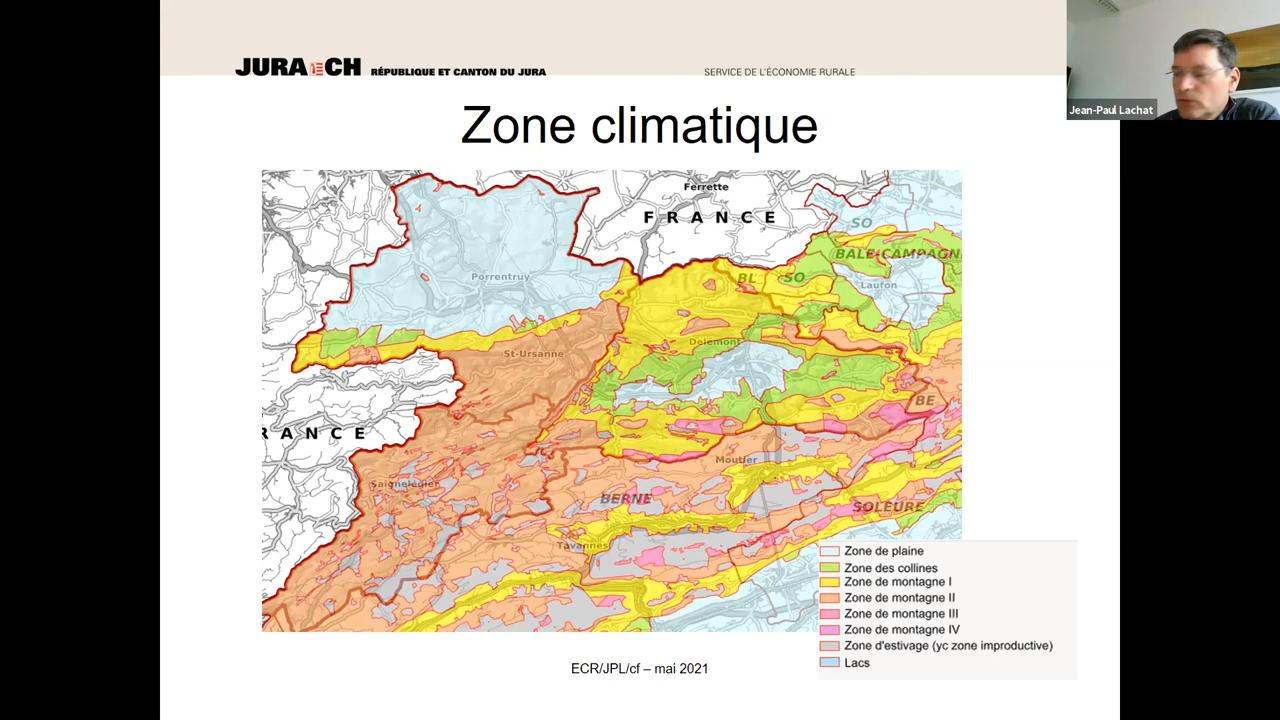 JURA CH RÉPUBLIQUE ET CANTON DU JURA
SERVICE DE L'ÉCONOMIE RURALE
Jean-Paul Lachat
Zone climatique
Ferrette
FRANCE
SO
BALE-CAMPAGN
BL
SO
Porrentruy
Laufon
Delémont
St-Ursanne
BE
RANCE
Moutier
Saignelégier
BERNE
SOLEURE
Tavannes
Zone de plaine
Zone des collines
Zone de montagne I
Zone de montagne II
Zone de montagne III
Zone de montagne IV
Zone d'estivage (yc zone improductive)
Lacs
ECR/JPL/cf – mai 2021